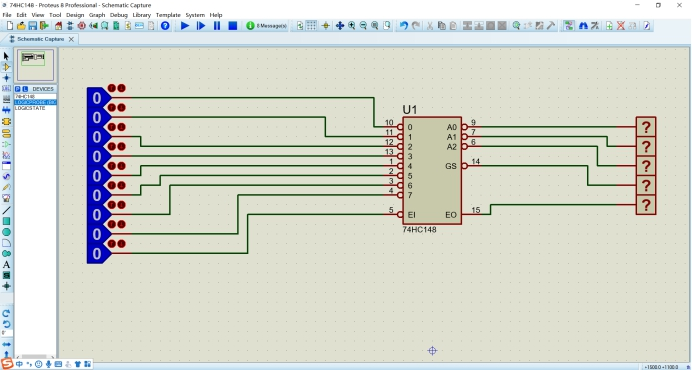 74HC148 - Proteus 8 Professional - Schematic Capture
File Edit View Tool Design Graph Debug Library Template System Help
8 Message(s)
Schematic Capture X
P L DEVICES
74HC148
LOGICPROBE (BIG)
LOGICSTATE
U1
0 ?
0 10 0 A0 9 ?
0 11 1 A1 7 ?
0 12 2 A2 6 ?
0 13 3 ?
0 1 4 GS 14
0 2 5
0 3 6
0 4 7
5 EI EO 15
74HC148
0°
中
+1500.0 +1100.0